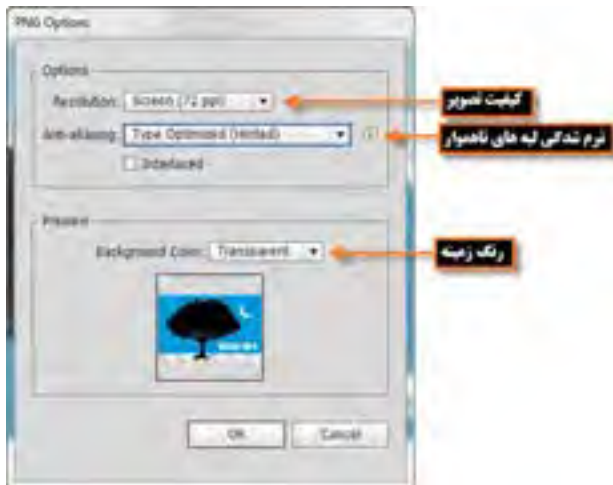 PNG Options
Options
Resolution: Screen (72 ppi)
کیفیت تصویر
Anti-aliasing: Type Optimized (Hinted)
نرم شدگی لبه های ناهموار
Interlaced
Preview
Background Color: Transparent
رنگ زمینه
OK
Cancel